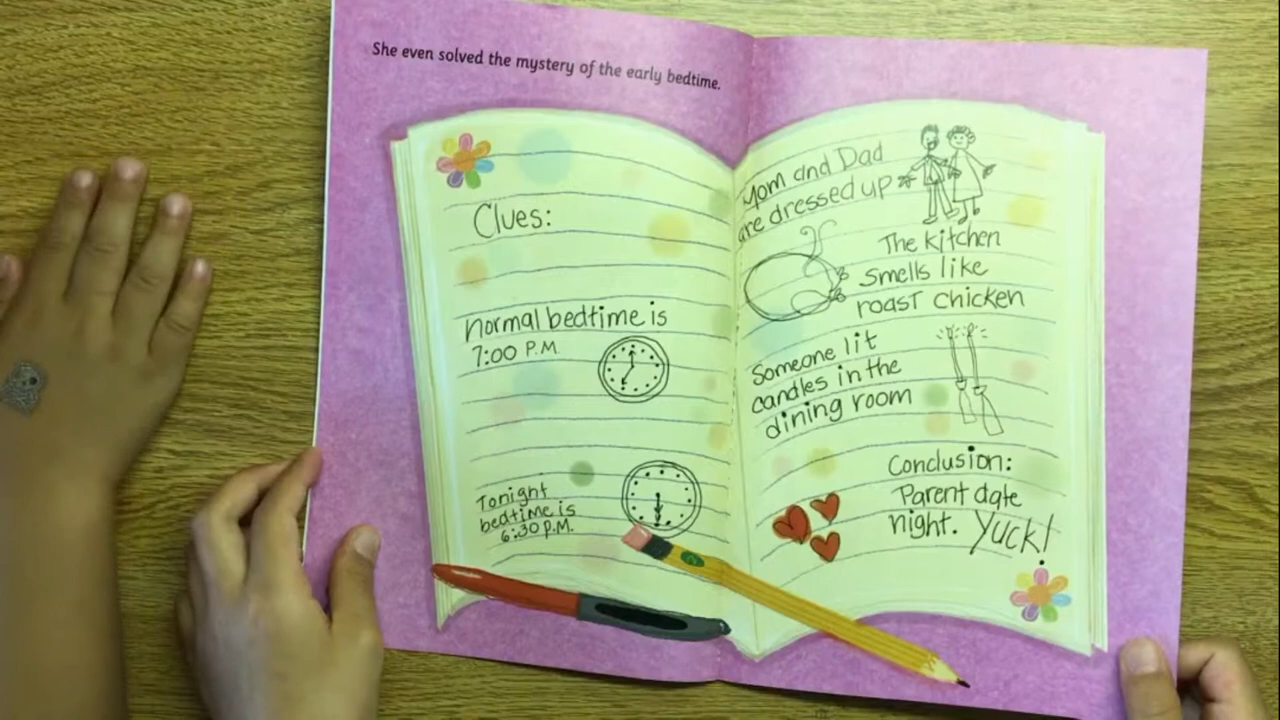 She even solved the mystery of the early bedtime.
Clues:
normal bedtime is
7:00 P.M.
Tonight
bedtime is
6:30 P.M.
Mom and Dad
are dressed up
The kitchen
smells like
roast chicken
Someone lit
candles in the
dining room
Conclusion:
Parent date
night. Yuck!